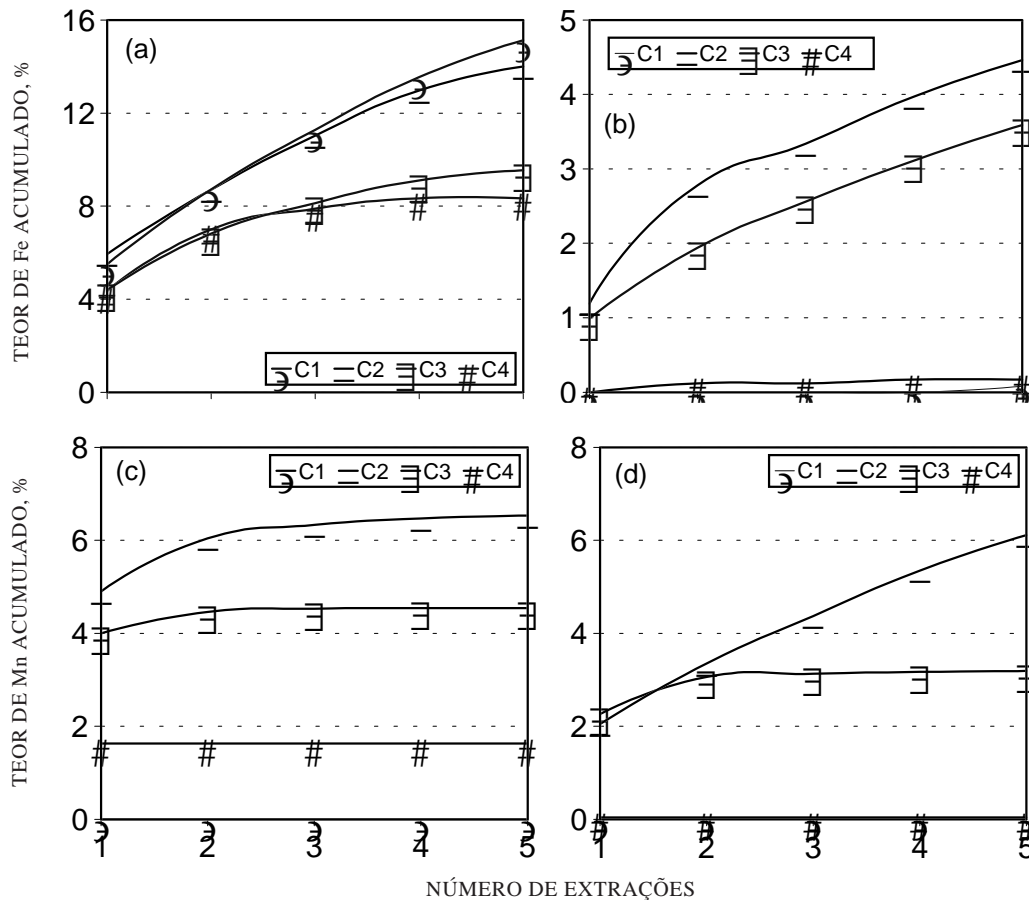 TEOR DE Fe ACUMULADO, %
16
12
8
4
0
(a)
C1 C2 C3 C4
5
4
3
2
1
0
(b)
C1 C2 C3 C4
TEOR DE Mn ACUMULADO, %
8
6
4
2
0
(c)
C1 C2 C3 C4
1 2 3 4 5
8
6
4
2
0
(d)
C1 C2 C3 C4
1 2 3 4 5
NÚMERO DE EXTRAÇÕES